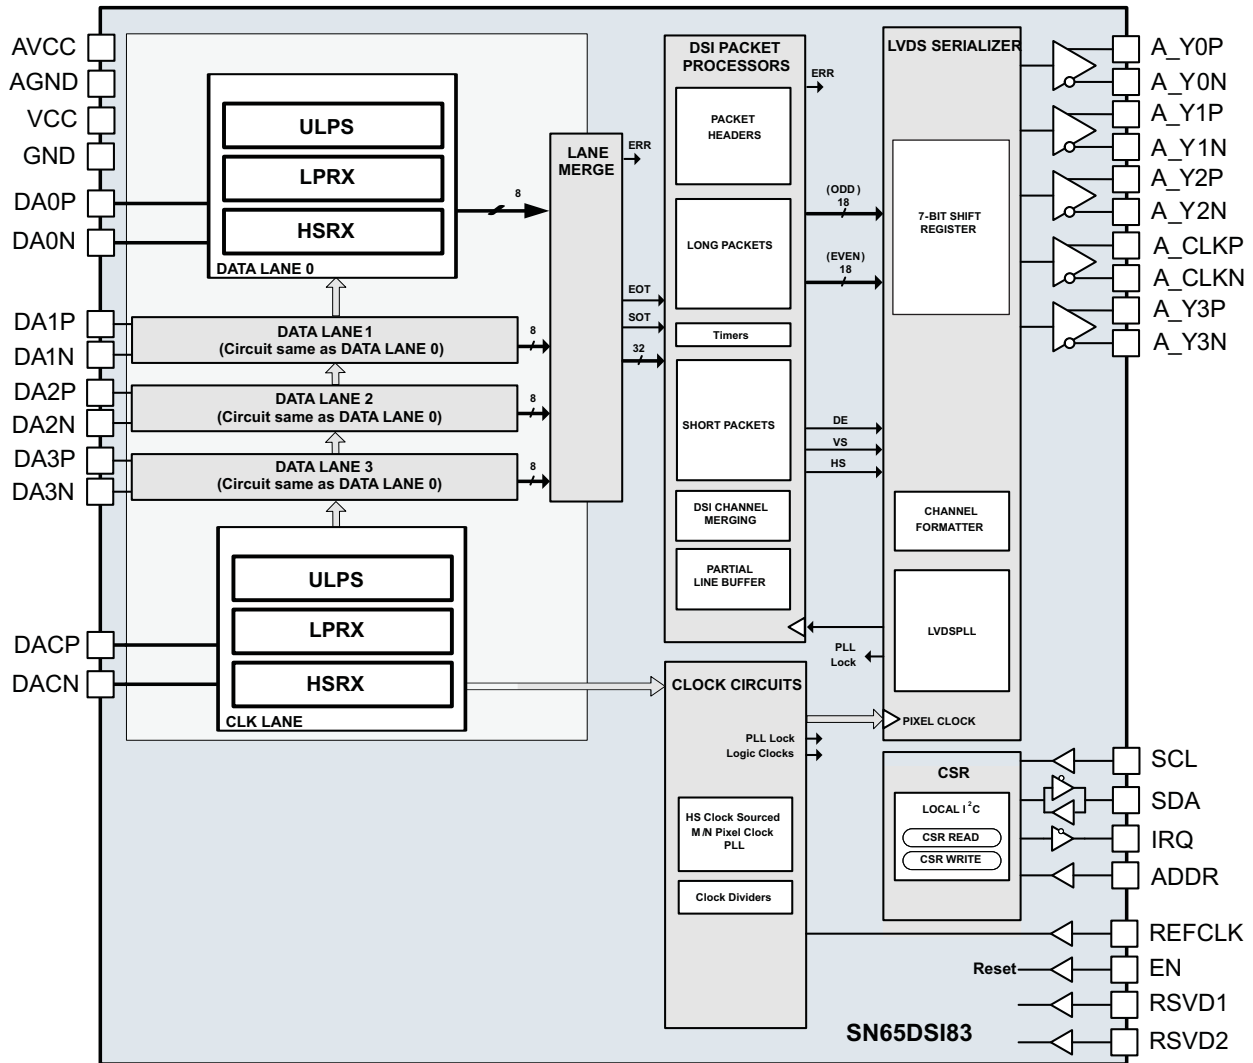 AVCC
AGND
VCC
GND
DA0P
DA0N
DA1P
DA1N
DA2P
DA2N
DA3P
DA3N
DACP
DACN
ULPS
LPRX
HSRX
DATA LANE 0
8
DATA LANE 1
(Circuit same as DATA LANE 0)
8
DATA LANE 2
(Circuit same as DATA LANE 0)
8
DATA LANE 3
(Circuit same as DATA LANE 0)
8
ULPS
LPRX
HSRX
CLK LANE
LANE
MERGE
ERR
EOT
SOT
32
DSI PACKET
PROCESSORS
PACKET
HEADERS
LONG PACKETS
Timers
SHORT PACKETS
DSI CHANNEL
MERGING
PARTIAL
LINE BUFFER
ERR
(ODD)
18
(EVEN)
18
DE
VS
HS
PLL
Lock
CLOCK CIRCUITS
PLL Lock
Logic Clocks
HS Clock Sourced
M/N Pixel Clock
PLL
Clock Dividers
LVDS SERIALIZER
7-BIT SHIFT
REGISTER
CHANNEL
FORMATTER
LVDSPLL
PIXEL CLOCK
CSR
LOCAL I2C
CSR READ
CSR WRITE
Reset
SN65DSI83
A_Y0P
A_Y0N
A_Y1P
A_Y1N
A_Y2P
A_Y2N
A_CLKP
A_CLKN
A_Y3P
A_Y3N
SCL
SDA
IRQ
ADDR
REFCLK
EN
RSVD1
RSVD2